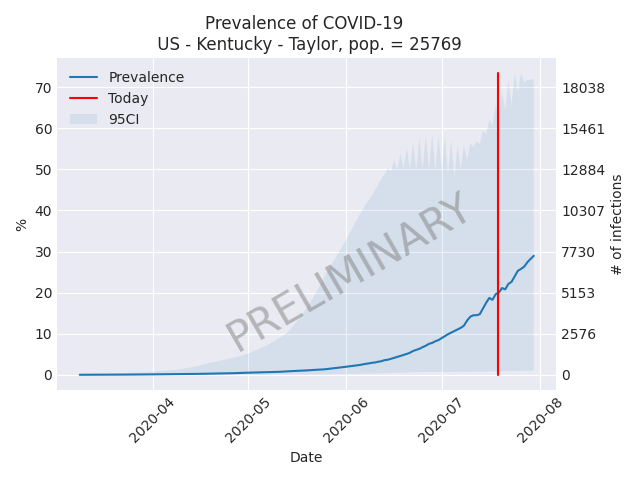 Prevalence of COVID-19
US - Kentucky - Taylor, pop. = 25769
Prevalence
Today
95CI
70
60
50
40
30
20
10
0
%
18038
15461
12884
10307
7730
5153
2576
0
# of infections
PRELIMINARY
2020-04
2020-05
2020-06
2020-07
2020-08
Date